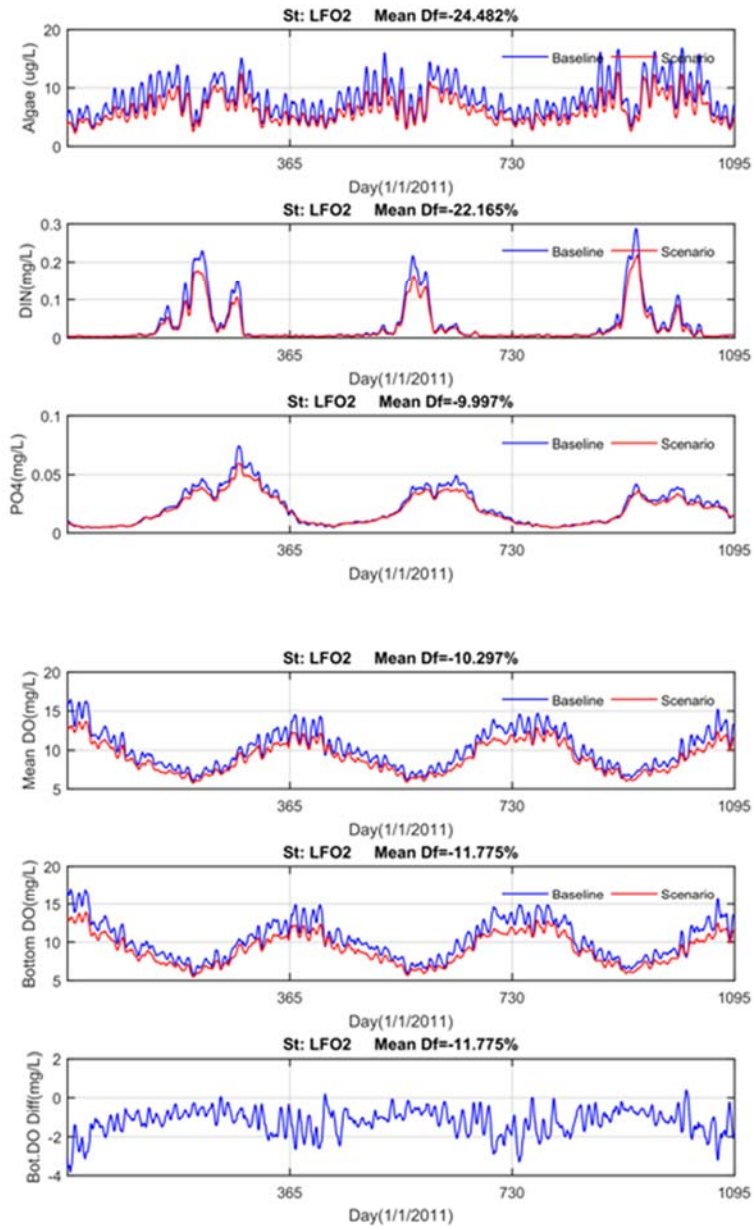 St: LFO2 Mean Df=-24.482%
20
10
0
Algae (ug/L)
Baseline Scenario
365 730 1095
Day(1/1/2011)
St: LFO2 Mean Df=-22.165%
0.3
0.2
0.1
0
DIN(mg/L)
Baseline Scenario
365 730 1095
Day(1/1/2011)
St: LFO2 Mean Df=-9.997%
0.1
0.05
0
PO4(mg/L)
Baseline Scenario
365 730 1095
Day(1/1/2011)
St: LFO2 Mean Df=-10.297%
20
15
10
5
Mean DO(mg/L)
Baseline Scenario
365 730 1095
Day(1/1/2011)
St: LFO2 Mean Df=-11.775%
20
15
10
5
Bottom DO(mg/L)
Baseline Scenario
365 730 1095
Day(1/1/2011)
St: LFO2 Mean Df=-11.775%
2
0
-2
-4
Bot.DO Diff(mg/L)
365 730 1095
Day(1/1/2011)